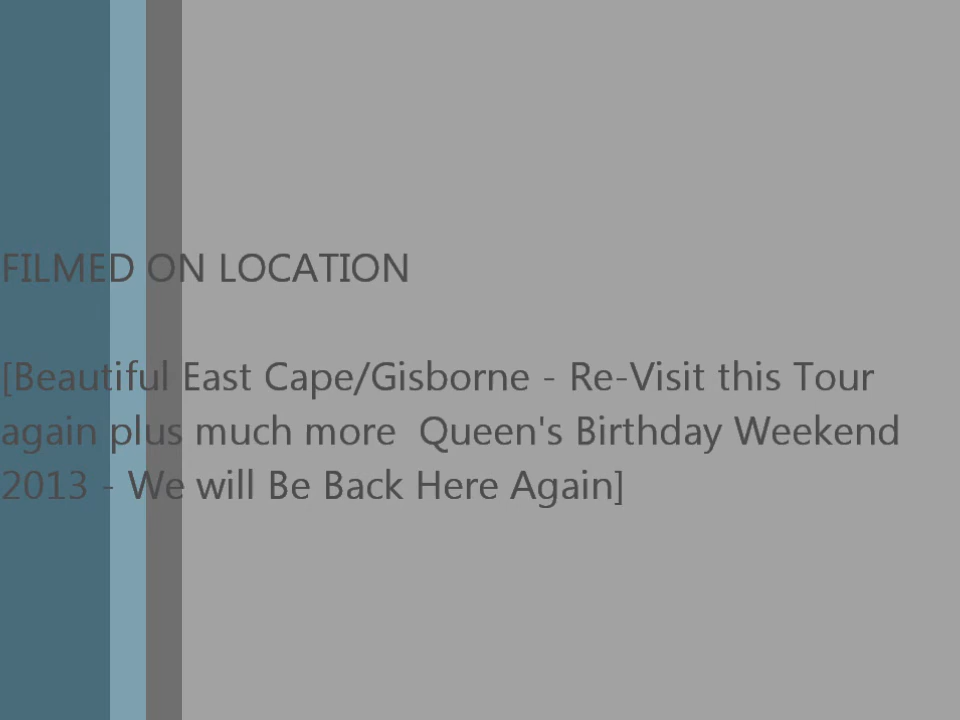 FILMED ON LOCATION
[Beautiful East Cape/Gisborne - Re-Visit this Tour
again plus much more  Queen's Birthday Weekend
2013 - We will Be Back Here Again]